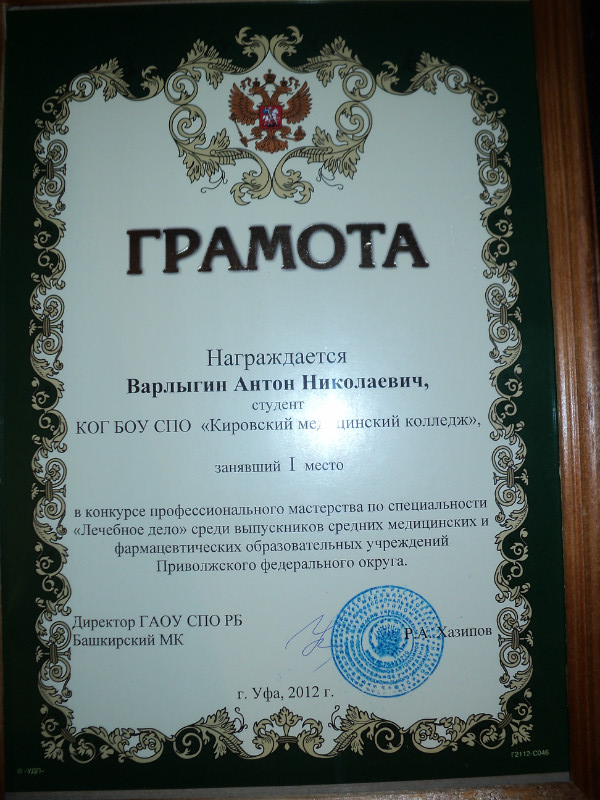 ГРАМОТА
Награждается
Варлыгин Антон Николаевич,
студент
КОГ БОУ СПО «Кировский медицинский колледж»,
занявший I место
в конкурсе профессионального мастерства по специальности
«Лечебное дело» среди выпускников средних медицинских и
фармацевтических образовательных учреждений
Приволжского федерального округа.
Директор ГАОУ СПО РБ
Башкирский МК
Р.А. Хазипов
г. Уфа, 2012 г.
© «УДП»
Г2112-С046